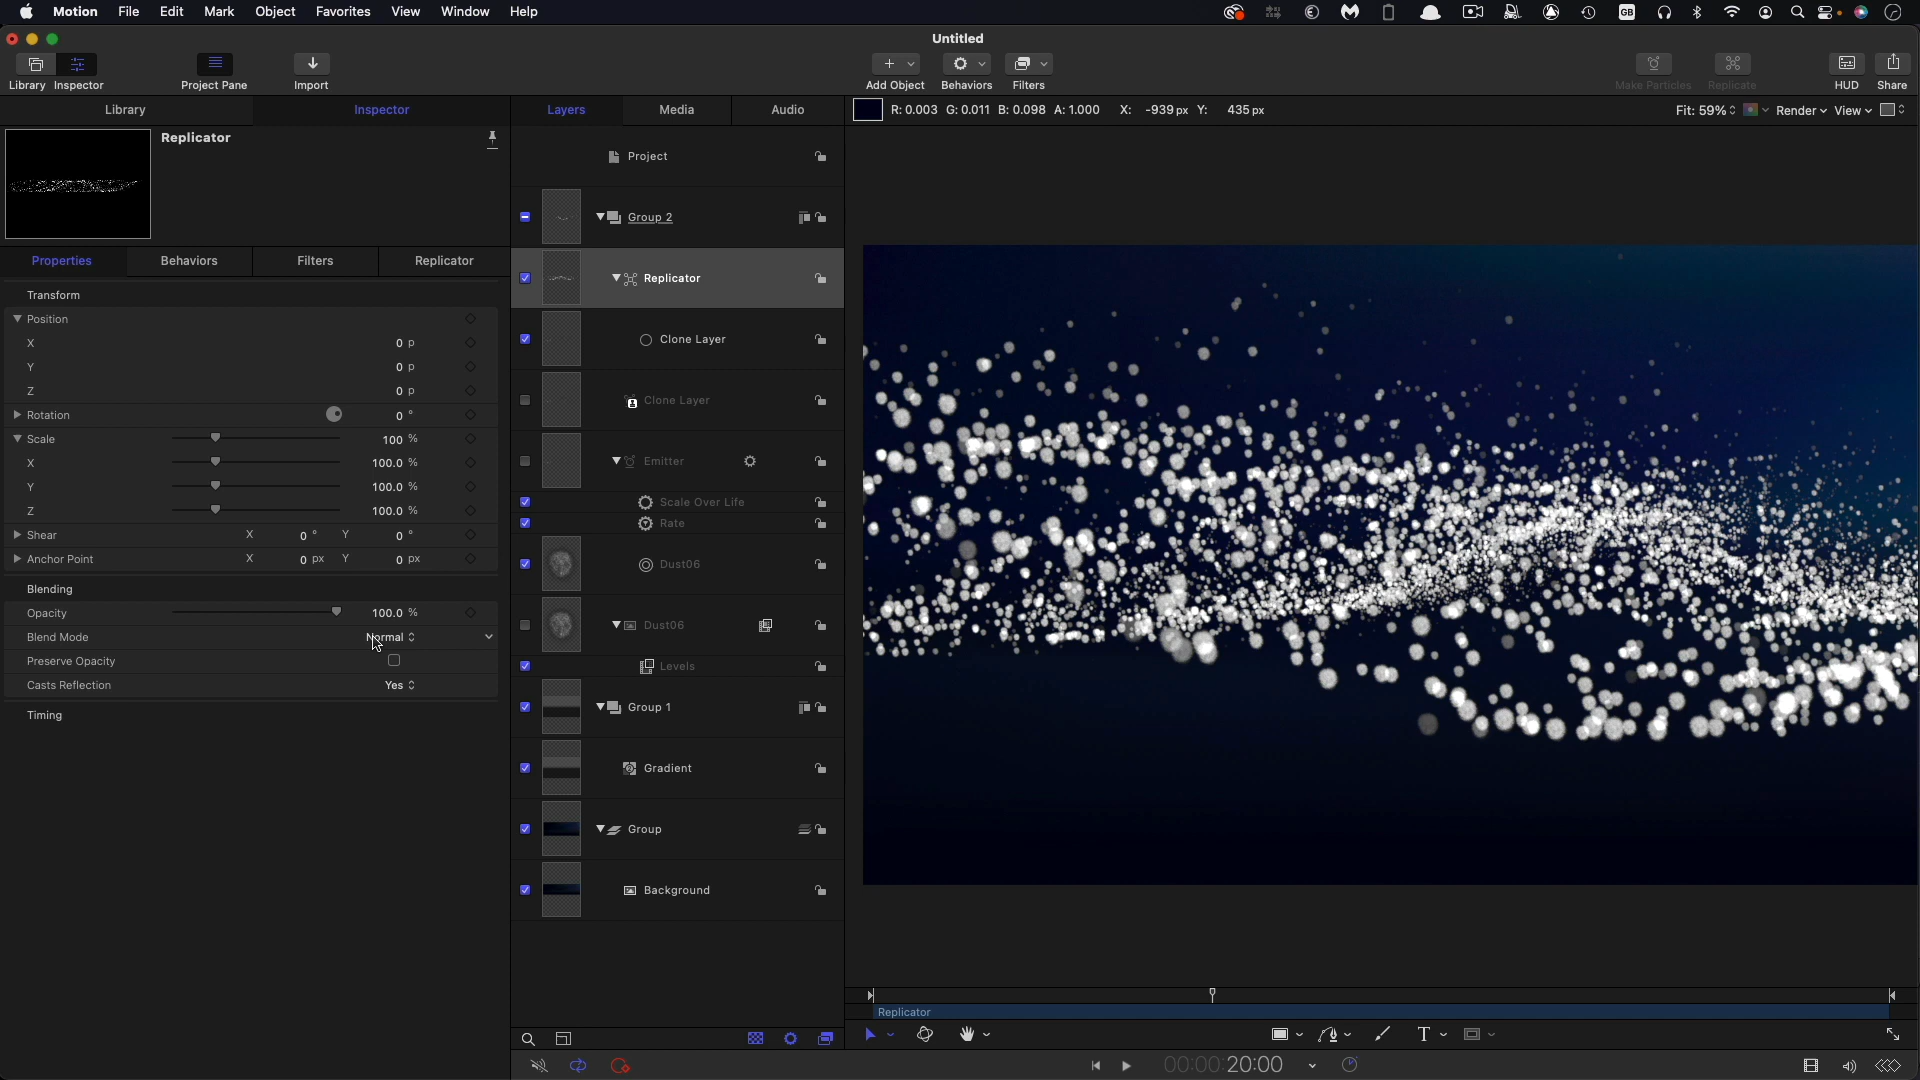 Motion File Edit Mark Object Favorites View Window Help
GB
Untitled
Library Inspector Project Pane Import Add Object Behaviors Filters Make Particles Replicate HUD Share
Library Inspector Layers Media Audio R: 0.003 G: 0.011 B: 0.098 A: 1.000 X: -939 px Y: 435 px Fit: 59% Render View
Replicator
Properties Behaviors Filters Replicator
Transform
Position
X 0 p
Y 0 p
Z 0 p
Rotation 0 °
Scale 100 %
X 100.0 %
Y 100.0 %
Z 100.0 %
Shear X 0 ° Y 0 °
Anchor Point X 0 px Y 0 px
Blending
Opacity 100.0 %
Blend Mode Normal
Preserve Opacity
Casts Reflection Yes
Timing
Project
Group 2
Replicator
Clone Layer
Clone Layer
Emitter
Scale Over Life
Rate
Dust06
Dust06
Levels
Group 1
Gradient
Group
Background
Replicator
T
00:00:20:00